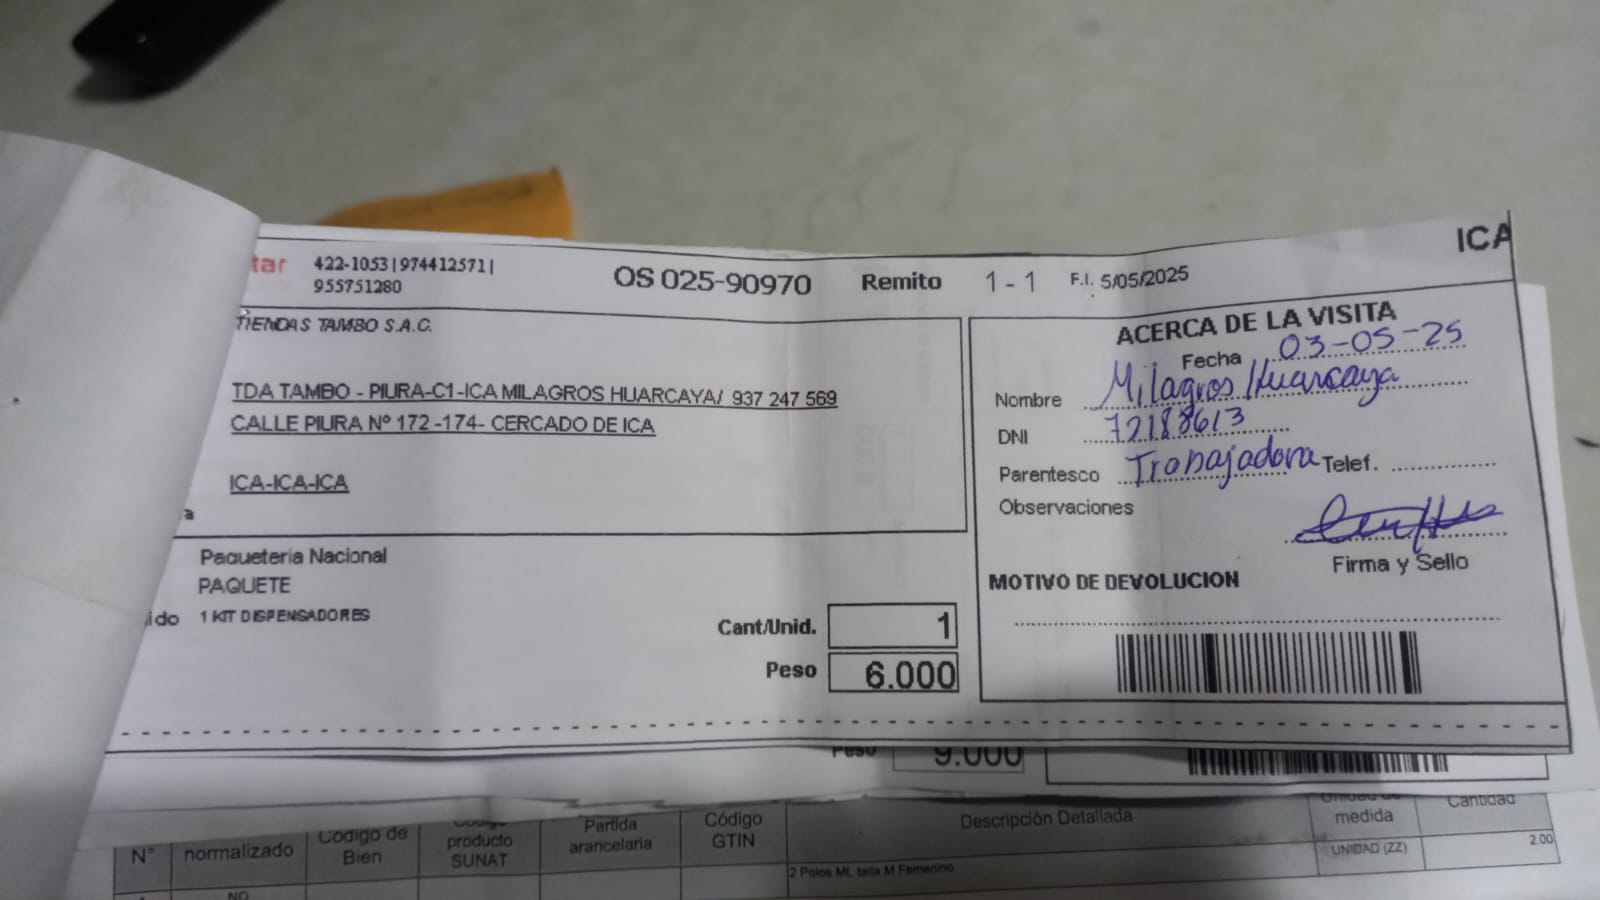 ICA
tar 422-1053|974412571|
955751280
OS 025-90970 Remito 1 - 1 F.I. 5/05/2025
TIENDAS TAMBO S.A.C.
TDA TAMBO - PIURA-C1-ICA MILAGROS HUARCAYA/ 937 247 569
CALLE PIURA Nº 172 -174- CERCADO DE ICA
ICA-ICA-ICA
a
Paqueteria Nacional
PAQUETE
ido 1 KIT DISPENSADORES
Cant/Unid. 1
Peso 6.000
ACERCA DE LA VISITA
Fecha 03-05-25
Nombre Milagros Huarcaya
DNI 72188613
Parentesco Trabajadora Telef.
Observaciones
Firma y Sello
MOTIVO DE DEVOLUCION
Peso 9.000
N° normalizado Código de Bien Código producto SUNAT Partida arancelaria Código GTIN Descripción Detallada Unidad de medida Cantidad
NO 2 Polos ML talla M Femenino UNIDAD (ZZ) 2.00